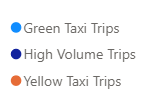 Green Taxi Trips
High Volume Trips
Yellow Taxi Trips